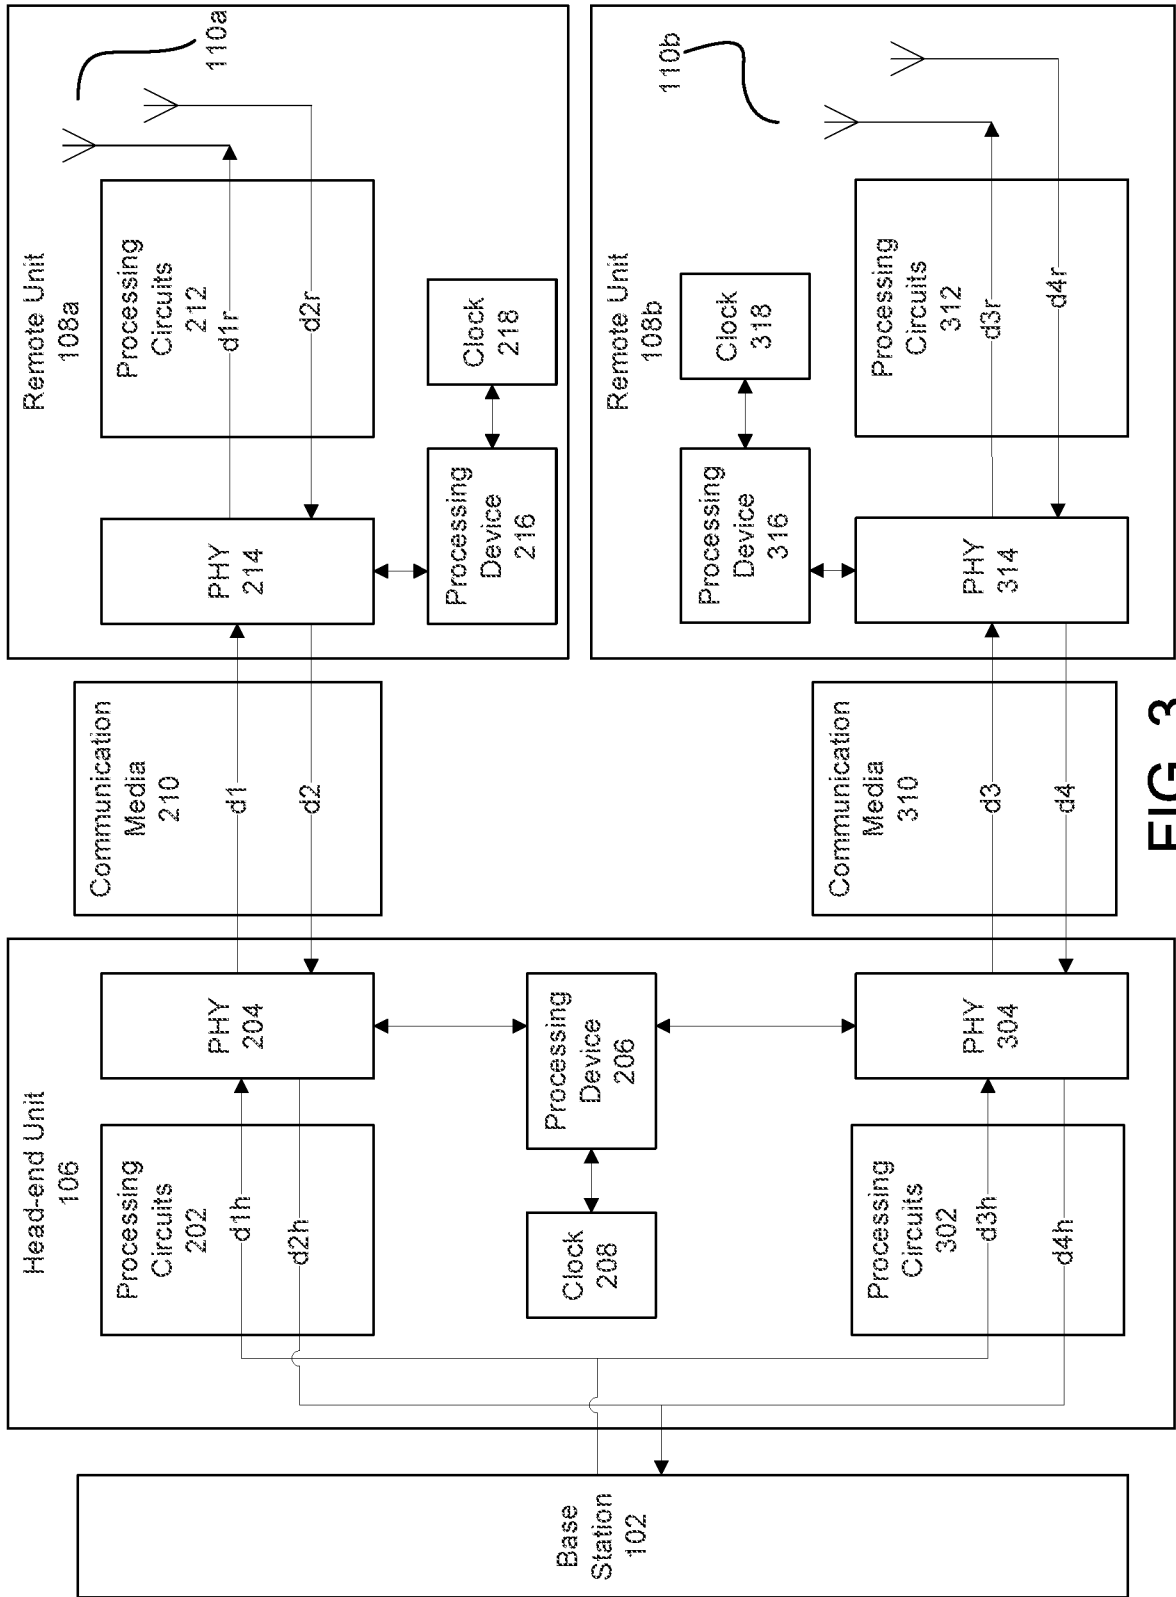 Base
Station
102
Head-end Unit
106
Processing
Circuits
202
d1h
d2h
PHY
204
Clock
208
Processing
Device
206
Processing
Circuits
302
d3h
d4h
PHY
304
Communication
Media
210
d1
d2
Communication
Media
310
d3
d4
Remote Unit
108a
PHY
214
Processing
Circuits
212
d1r
d2r
Processing
Device
216
Clock
218
110a
Remote Unit
108b
Processing
Device
316
Clock
318
PHY
314
Processing
Circuits
312
d3r
d4r
110b
FIG. 3